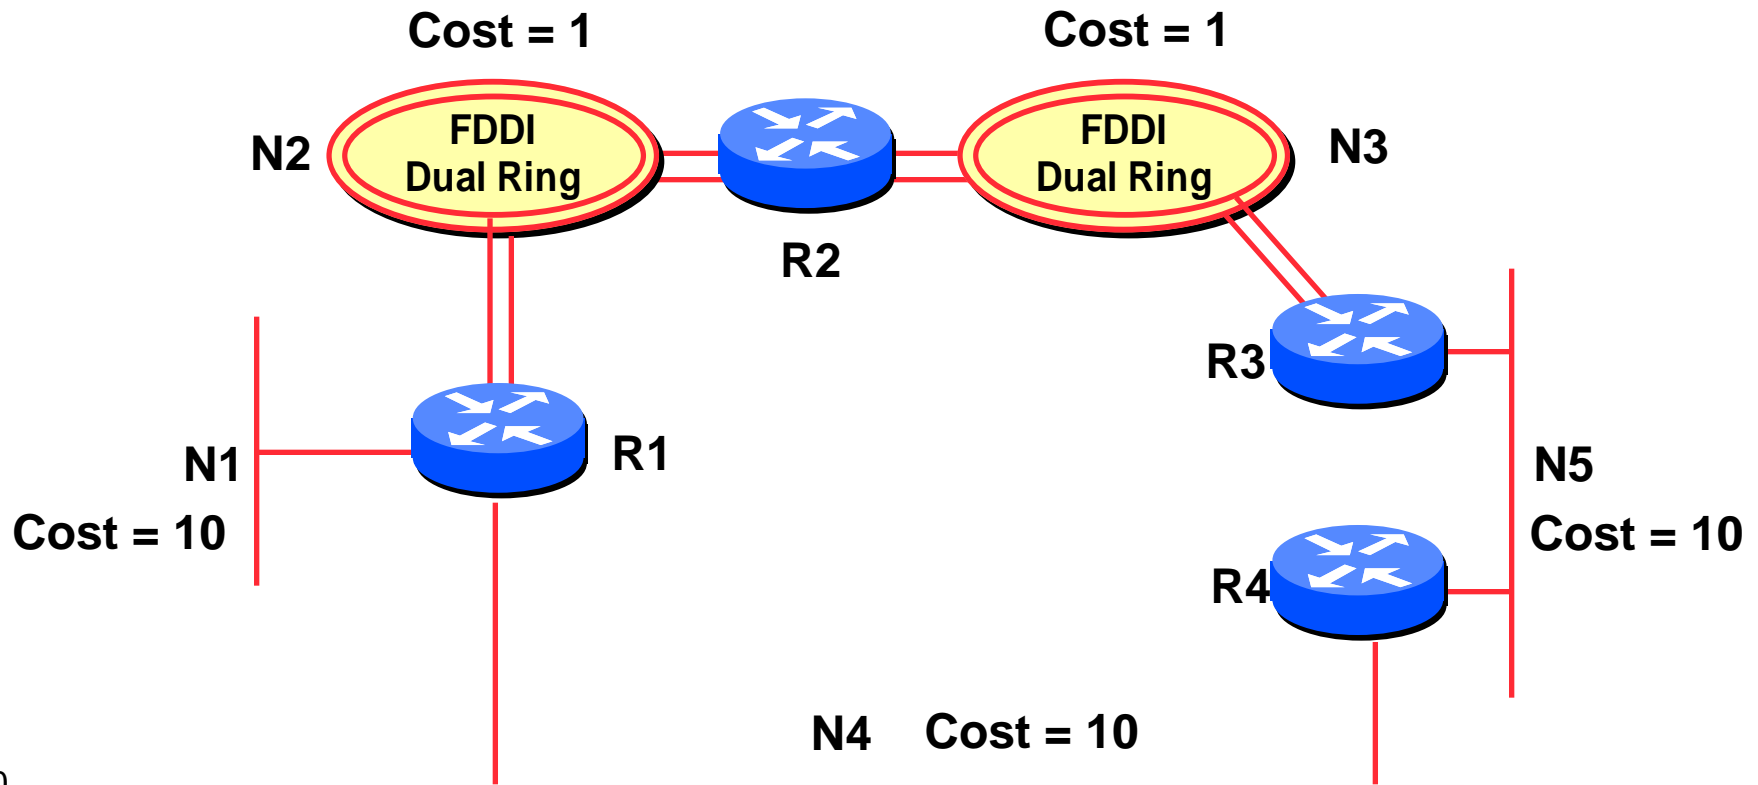 Cost = 1
Cost = 1
N2
FDDI
Dual Ring
FDDI
Dual Ring
N3
R2
R3
N1
R1
N5
Cost = 10
Cost = 10
R4
N4 Cost = 10